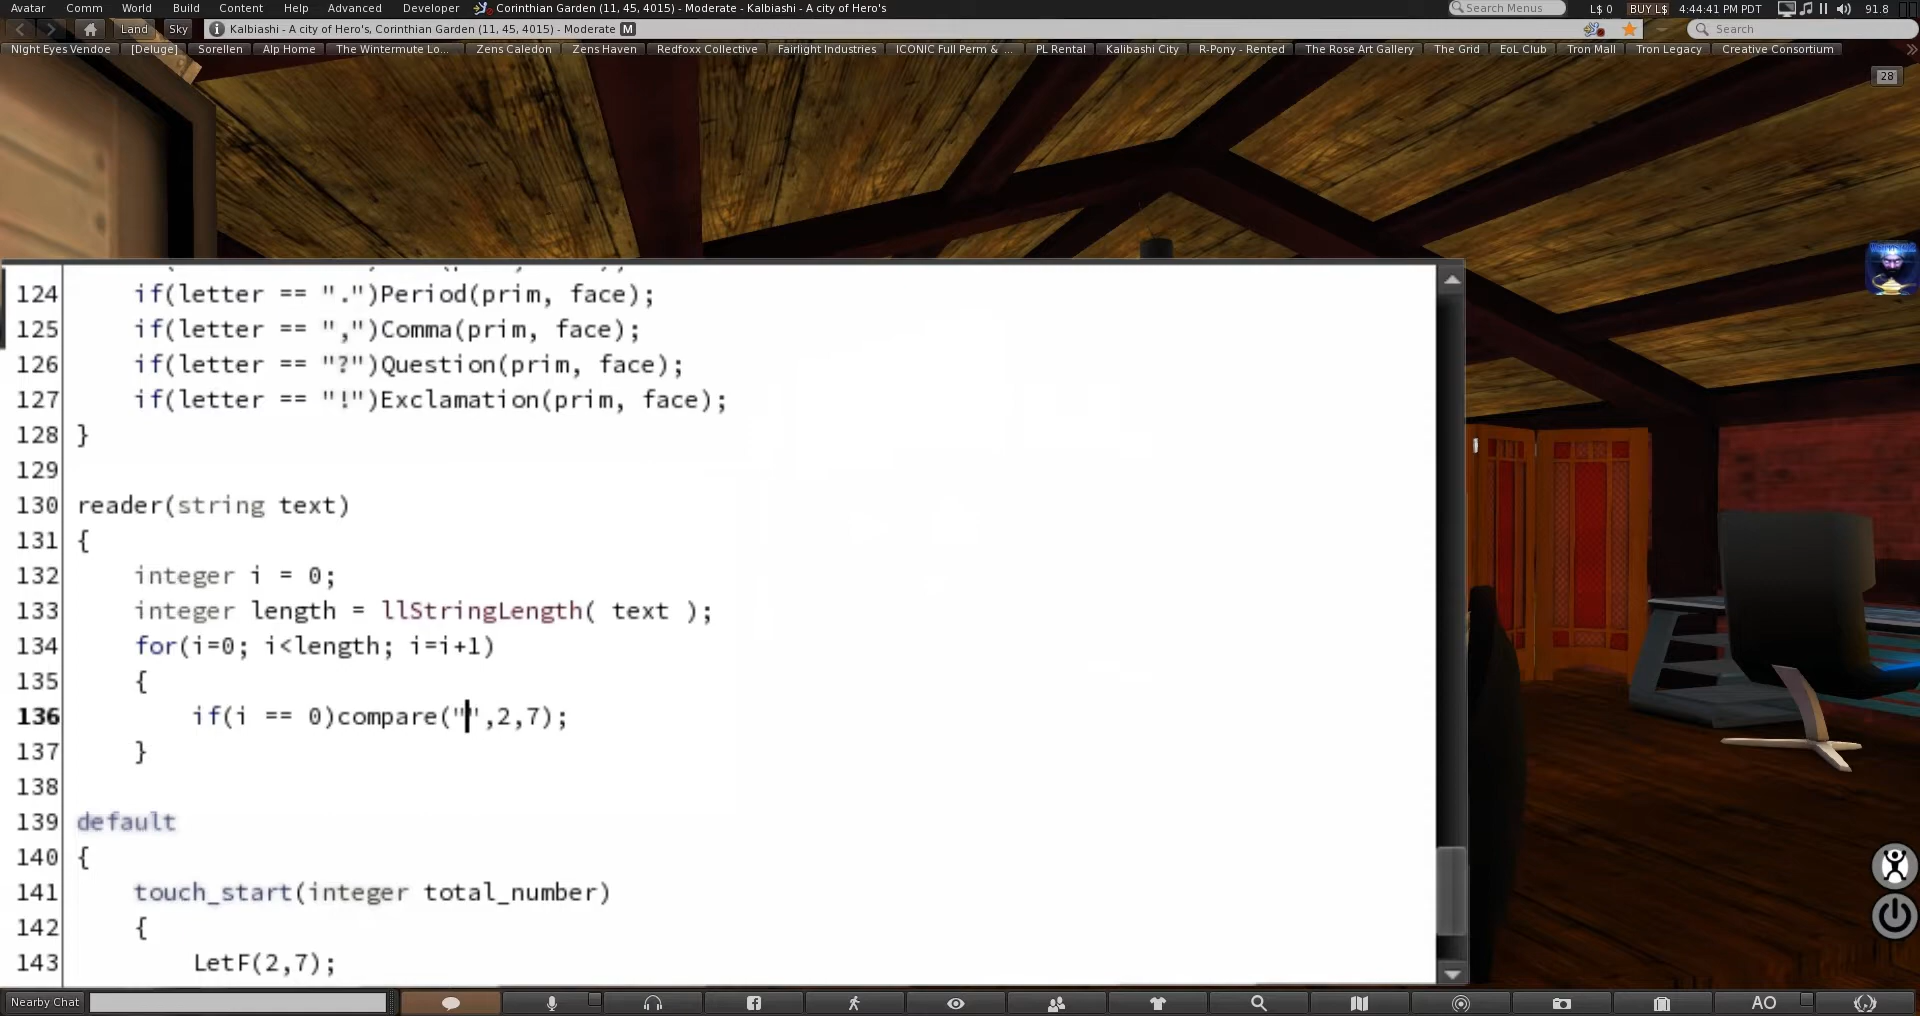 Avatar Comm World Build Content Help Advanced Developer Corinthian Garden (11, 45, 4015) - Moderate - Kalbiashi - A city of Hero's Search Menus L$ 0 BUY L$ 4:44:41 PM PDT 91.8
Land Sky Kalbiashi - A city of Hero's, Corinthian Garden (11, 45, 4015) - Moderate M Search
NIght Eyes Vendoe [Deluge] Sorellen Alp Home The Wintermute Lo... Zens Caledon Zens Haven Redfoxx Collective Fairlight Industries ICONIC Full Perm & ... PL Rental Kalibashi City R-Pony - Rented The Rose Art Gallery The Grid EoL Club Tron Mall Tron Legacy Creative Consortium
28
124 if(letter == ".")Period(prim, face);
125 if(letter == ",")Comma(prim, face);
126 if(letter == "?")Question(prim, face);
127 if(letter == "!")Exclamation(prim, face);
128 }
129
130 reader(string text)
131 {
132 integer i = 0;
133 integer length = llStringLength( text );
134 for(i=0; i<length; i=i+1)
135 {
136 if(i == 0)compare("",2,7);
137 }
138
139 default
140 {
141 touch_start(integer total_number)
142 {
143 LetF(2,7);
Nearby Chat AO